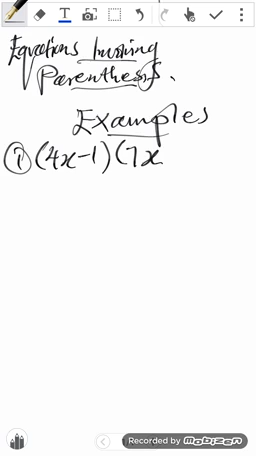 T
Equations Involving
Parenthesis.
Examples
① (4x-1)(7x
Recorded by mobizen